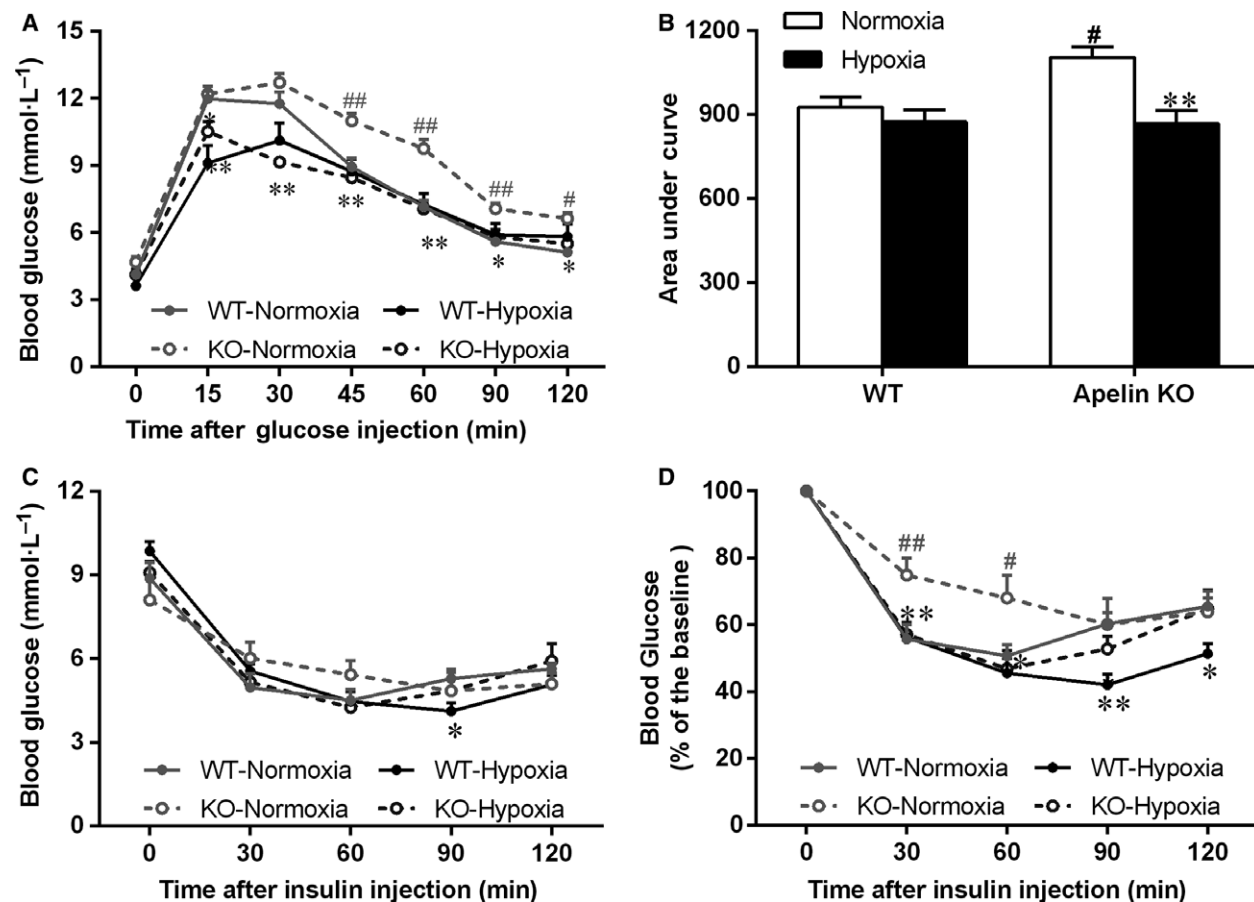 A
Blood glucose (mmol·L⁻¹)
15
12
9
6
3
0
*
**
**
**
**
*
*
##
##
##
#
WT-Normoxia
WT-Hypoxia
KO-Normoxia
KO-Hypoxia
0 15 30 45 60 90 120
Time after glucose injection (min)
B
Normoxia
Hypoxia
Area under curve
1200
900
600
300
0
#
**
WT Apelin KO
C
Blood glucose (mmol·L⁻¹)
12
9
6
3
0
*
WT-Normoxia
WT-Hypoxia
KO-Normoxia
KO-Hypoxia
0 30 60 90 120
Time after insulin injection (min)
D
Blood Glucose
(% of the baseline )
100
80
60
40
20
0
##
#
**
*
**
*
WT-Normoxia
WT-Hypoxia
KO-Normoxia
KO-Hypoxia
0 30 60 90 120
Time after insulin injection (min)